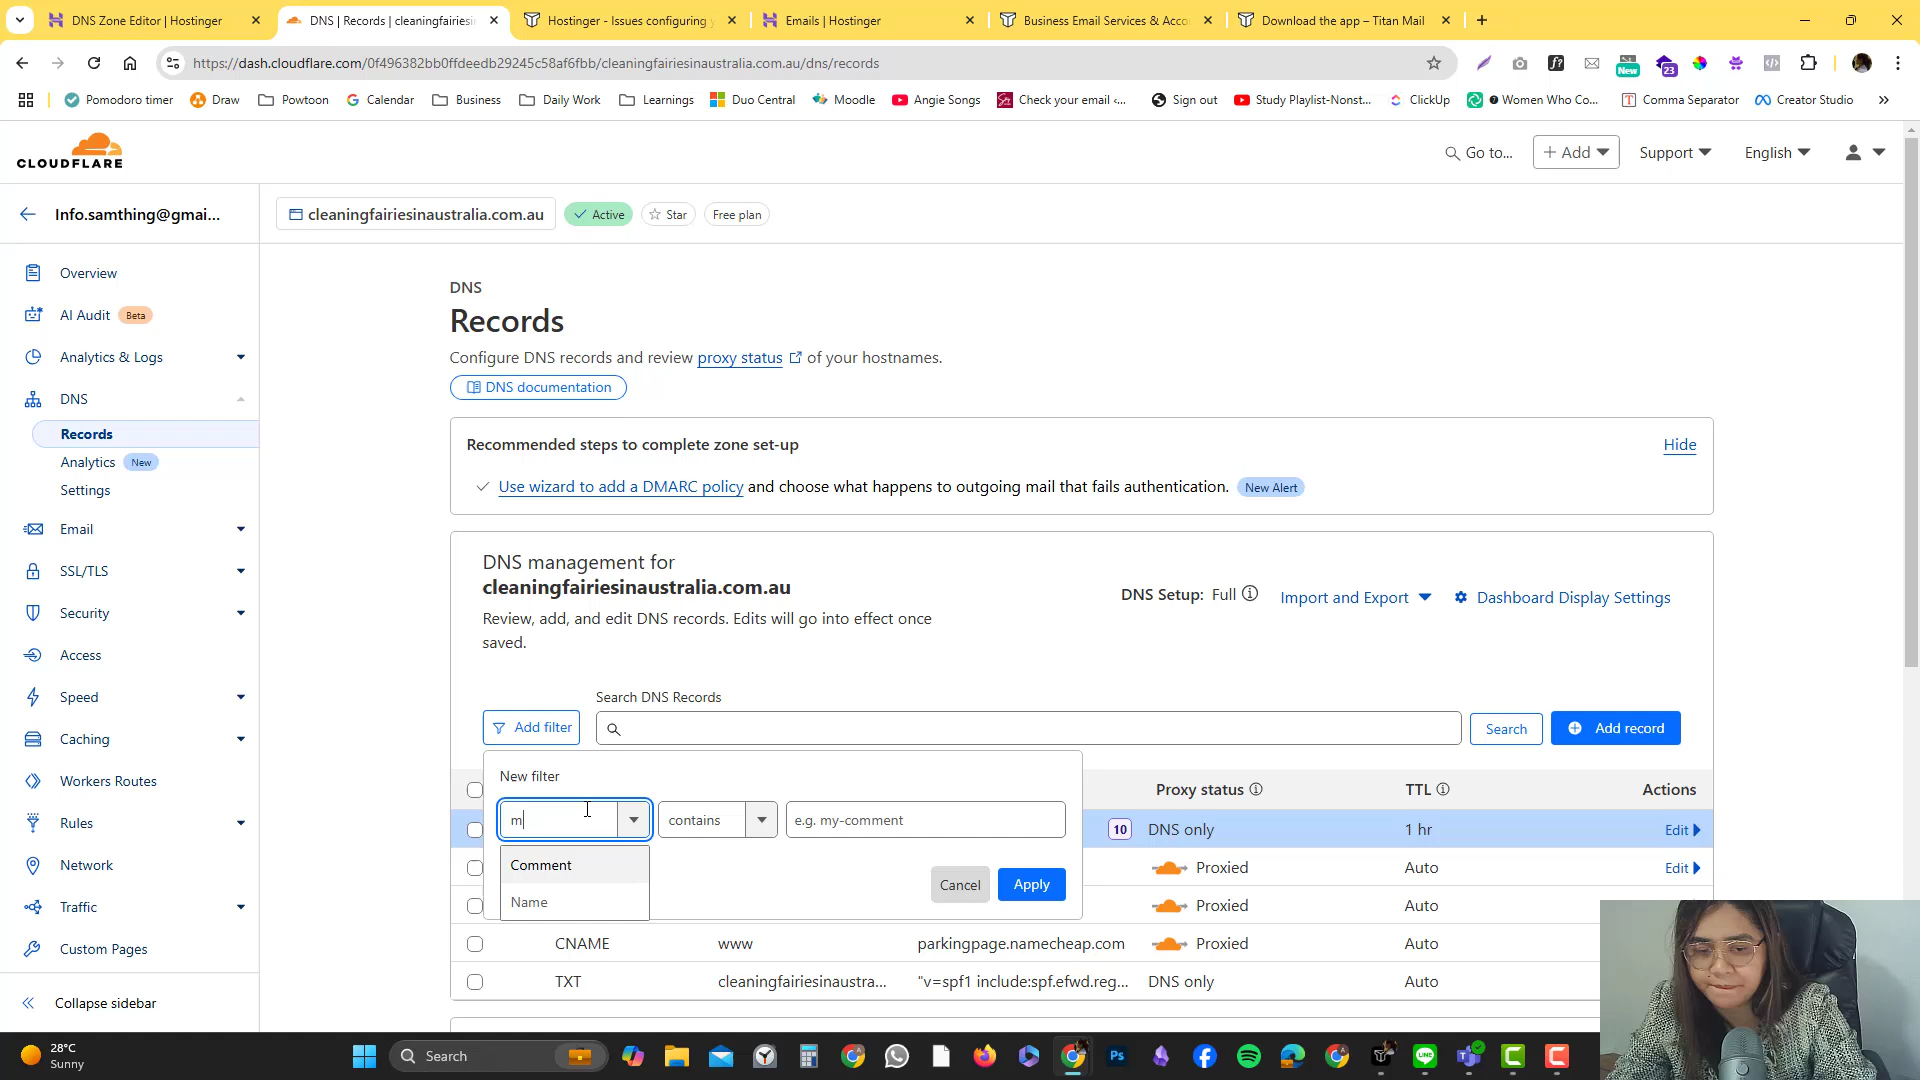 DNS Zone Editor | Hostinger
DNS | Records | cleaningfairiesin
Hostinger - Issues configuring
Emails | Hostinger
Business Email Services & Acco
Download the app – Titan Mail
https://dash.cloudflare.com/0f496382bb0ffdeedb29245c58af6fbb/cleaningfairiesinaustralia.com.au/dns/records
New
23
Pomodoro timer
Draw
Powtoon
Calendar
Business
Daily Work
Learnings
Duo Central
Moodle
Angie Songs
Check your email -...
Sign out
Study Playlist-Nonst...
ClickUp
Women Who Co...
Comma Separator
Creator Studio
CLOUDFLARE
Go to...
Add
Support
English
Info.samthing@gmai...
cleaningfairiesinaustralia.com.au
Active
Star
Free plan
Overview
AI Audit Beta
Analytics & Logs
DNS
Records
Analytics New
Settings
Email
SSL/TLS
Security
Access
Speed
Caching
Workers Routes
Rules
Network
Traffic
Custom Pages
Collapse sidebar
DNS
Records
Configure DNS records and review proxy status of your hostnames.
DNS documentation
Recommended steps to complete zone set-up
Hide
Use wizard to add a DMARC policy and choose what happens to outgoing mail that fails authentication. New Alert
DNS management for
cleaningfairiesinaustralia.com.au
Review, add, and edit DNS records. Edits will go into effect once
saved.
DNS Setup: Full
Import and Export
Dashboard Display Settings
Search DNS Records
Add filter
Search
Add record
New filter
m
contains
e.g. my-comment
Comment
Name
Cancel
Apply
Proxy status
TTL
Actions
10 DNS only 1 hr Edit
Proxied Auto Edit
Proxied Auto
CNAME www parkingpage.namecheap.com Proxied Auto
TXT cleaningfairiesinaustra... "v=spf1 include:spf.efwd.reg... DNS only Auto
28°C
Sunny
Search
Ps